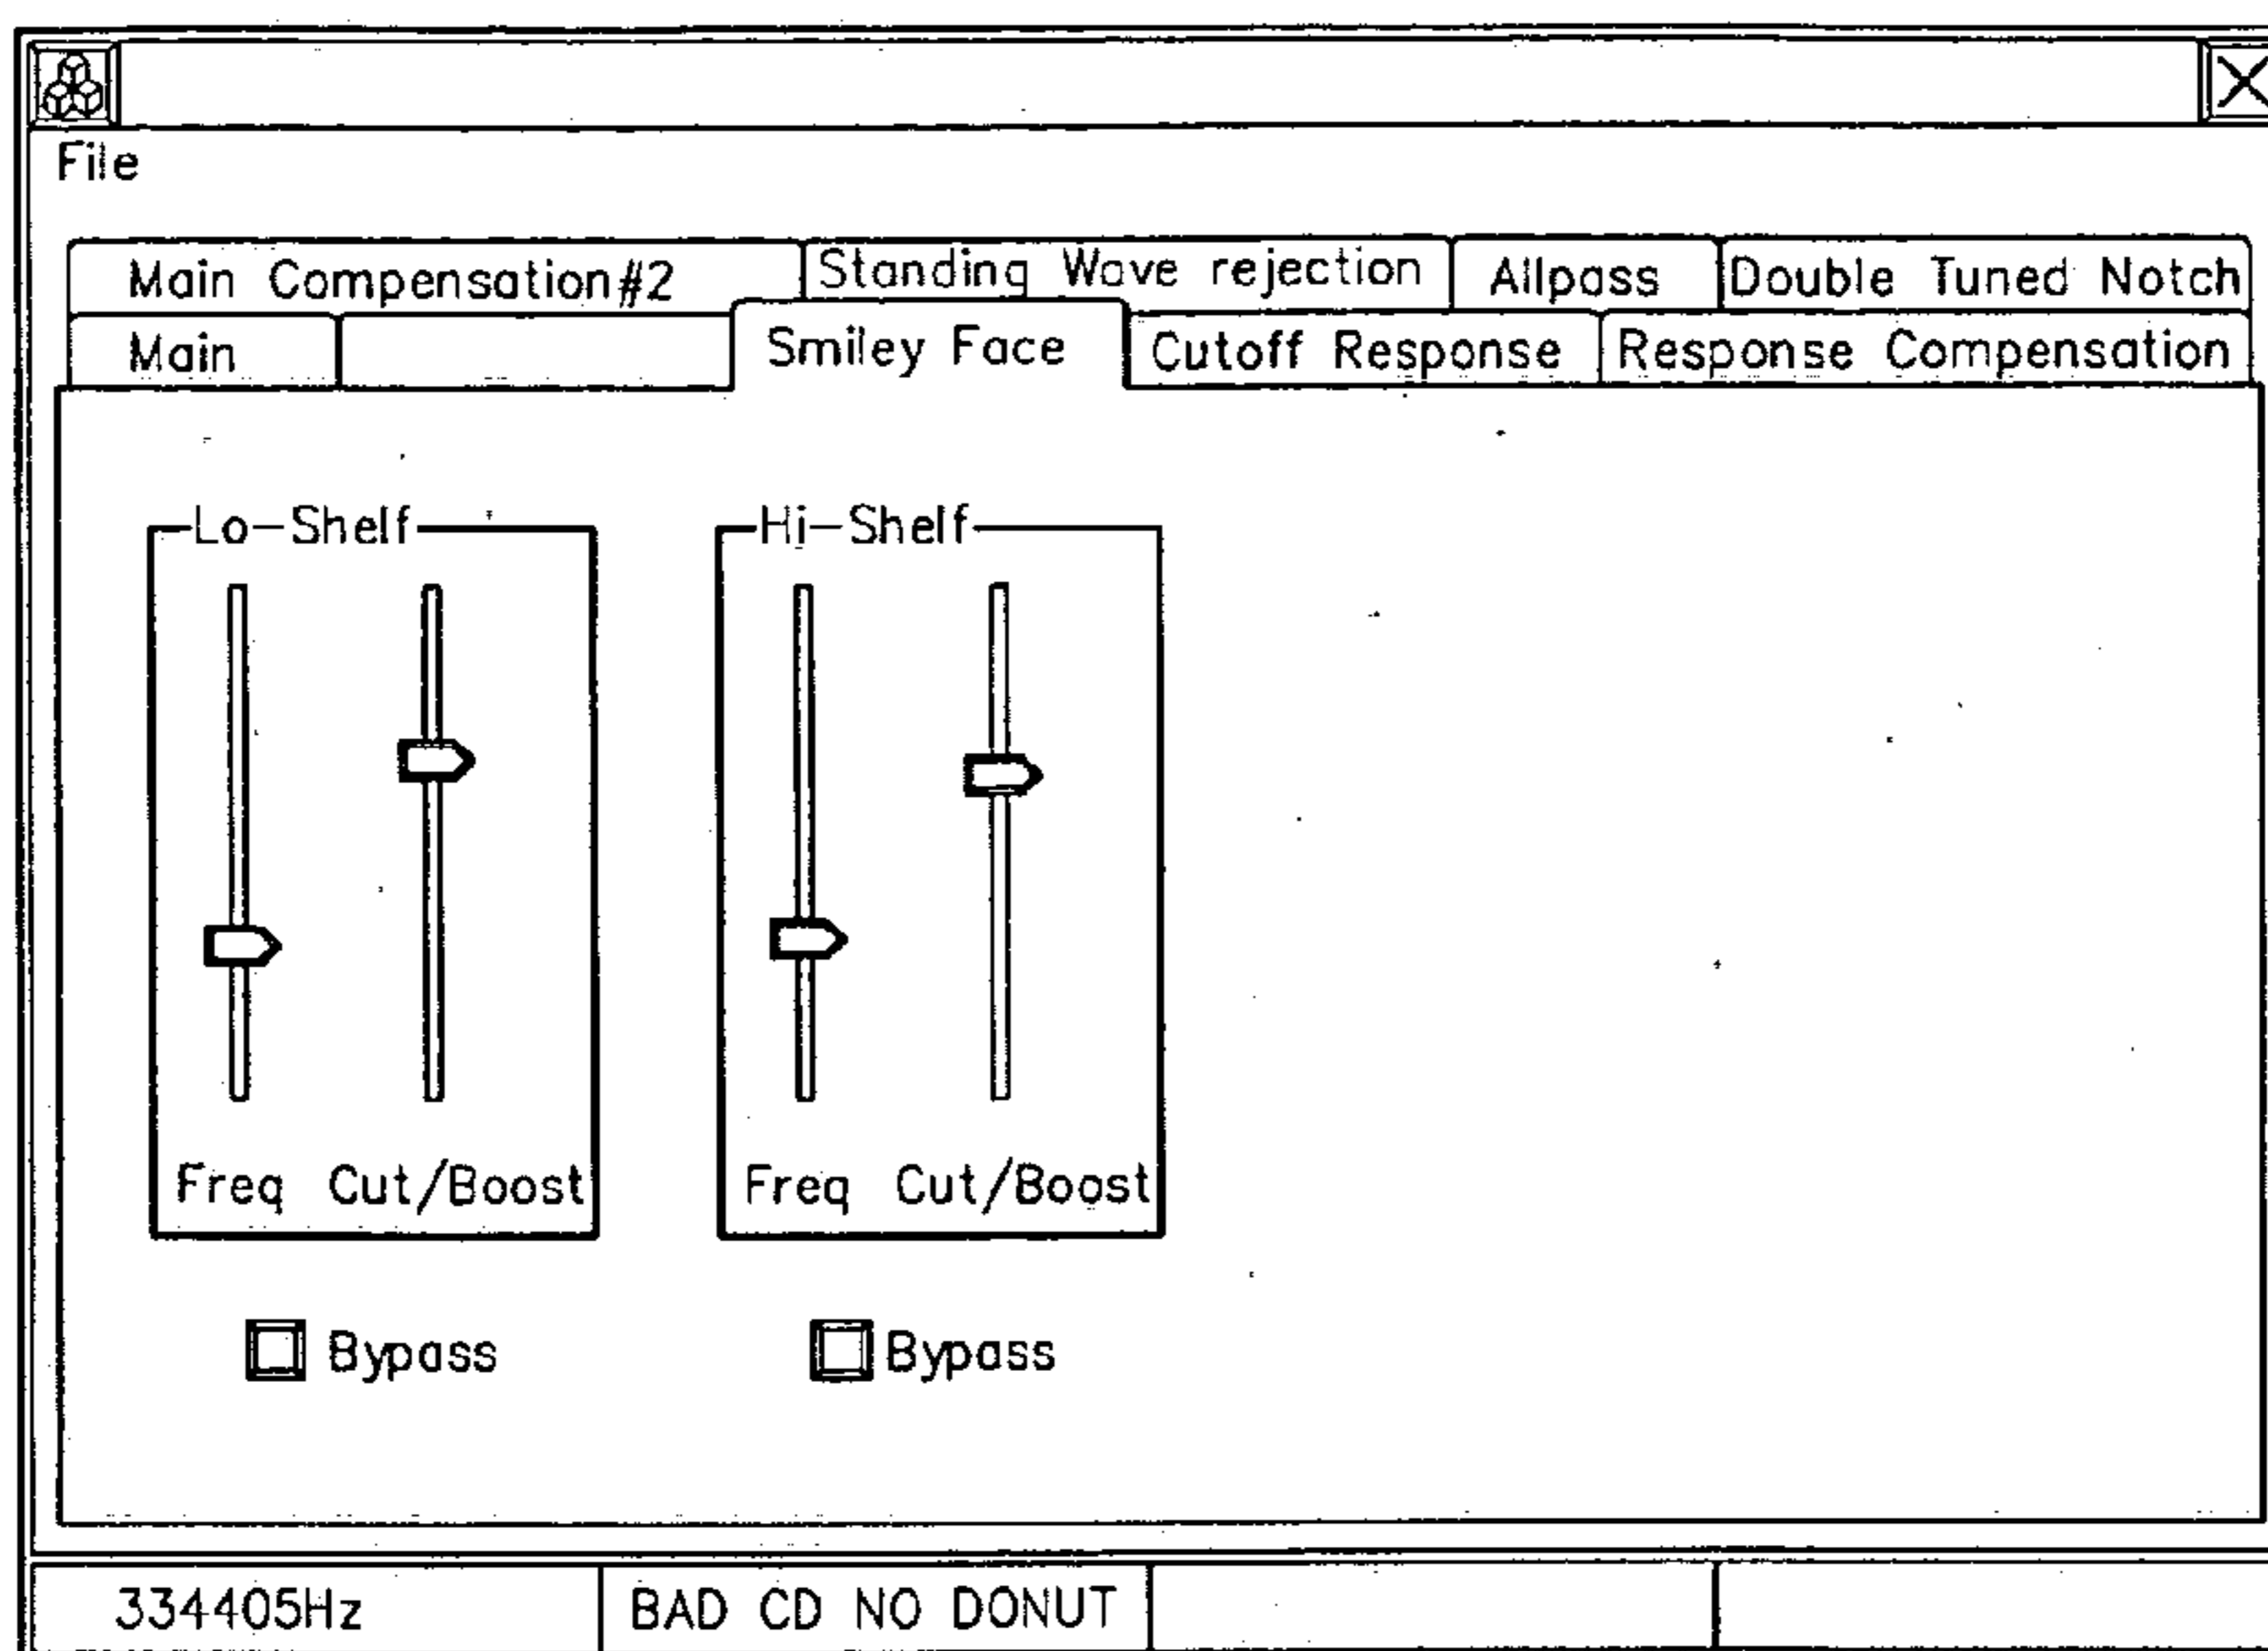 File
Main Compensation#2 Standing Wave rejection Allpass Double Tuned Notch
Main Smiley Face Cutoff Response Response Compensation
Lo-Shelf Hi-Shelf
Freq Cut/Boost Freq Cut/Boost
Bypass Bypass
334405Hz BAD CD NO DONUT